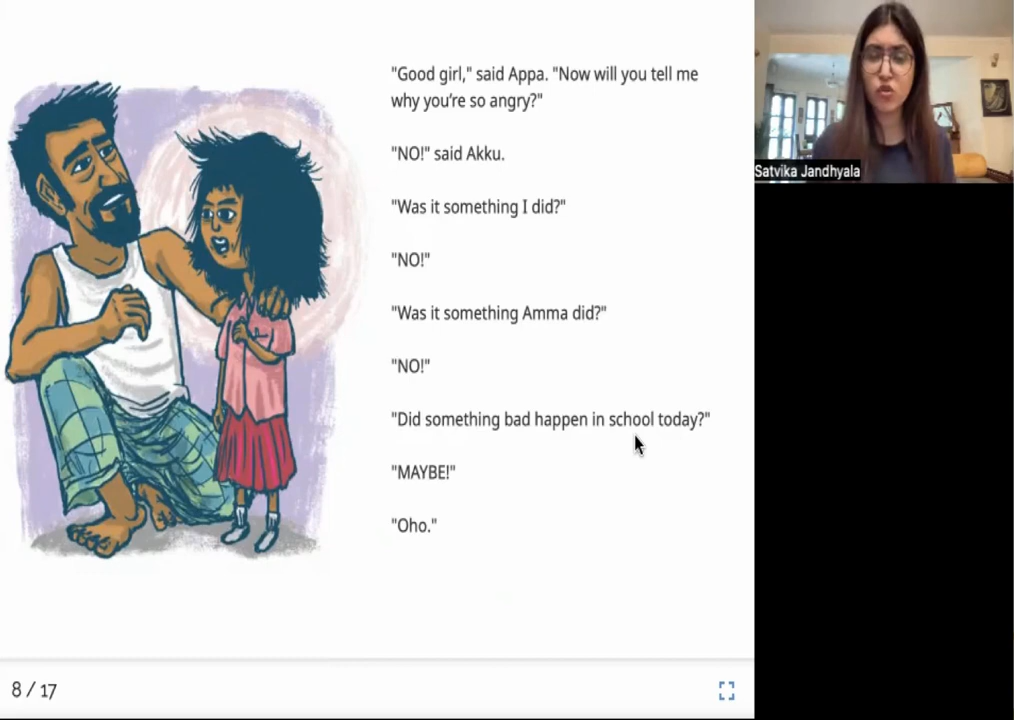 "Good girl," said Appa. "Now will you tell me
why you're so angry?"
"NO!" said Akku.
"Was it something I did?"
"NO!"
"Was it something Amma did?"
"NO!"
"Did something bad happen in school today?"
"MAYBE!"
"Oho."
Satvika Jandhyala
8 / 17